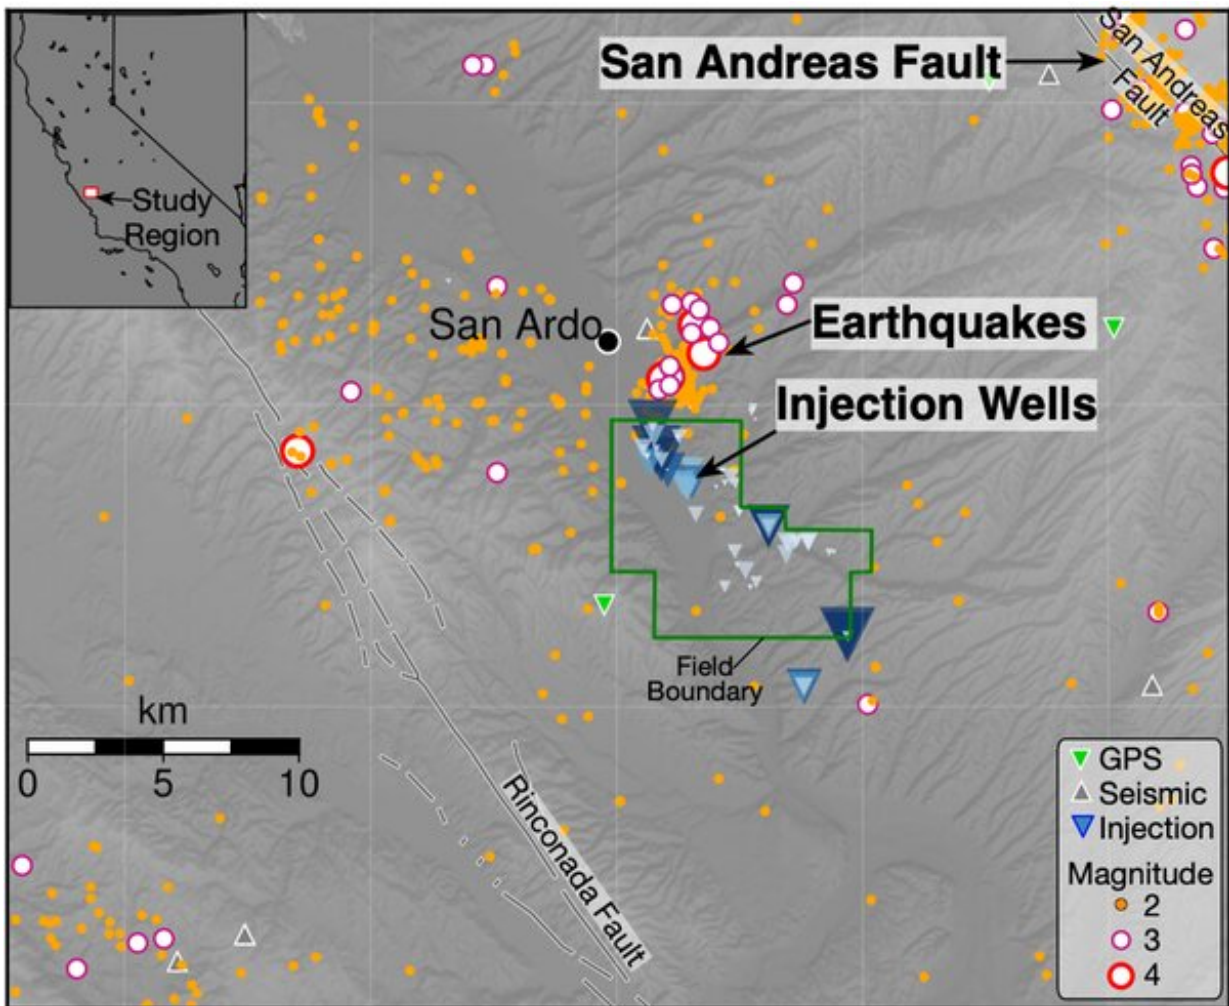 San Andreas Fault
San Andreas
Fault
Study
Region
San Ardo
Earthquakes
Injection Wells
Field
Boundary
km
0 5 10
Rinconada Fault
GPS
Seismic
Injection
Magnitude
2
3
4